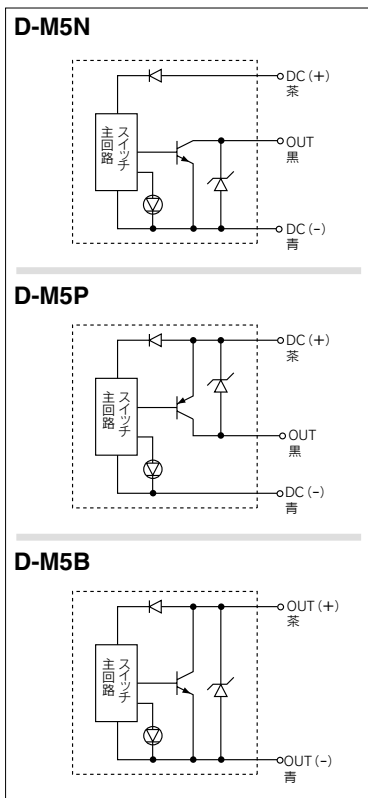 D-M5N
DC (+)
茶
スイッチ
主回路
OUT
黒
DC (-)
青
D-M5P
DC (+)
茶
スイッチ
主回路
OUT
黒
DC (-)
青
D-M5B
OUT (+)
茶
スイッチ
主回路
OUT (-)
青